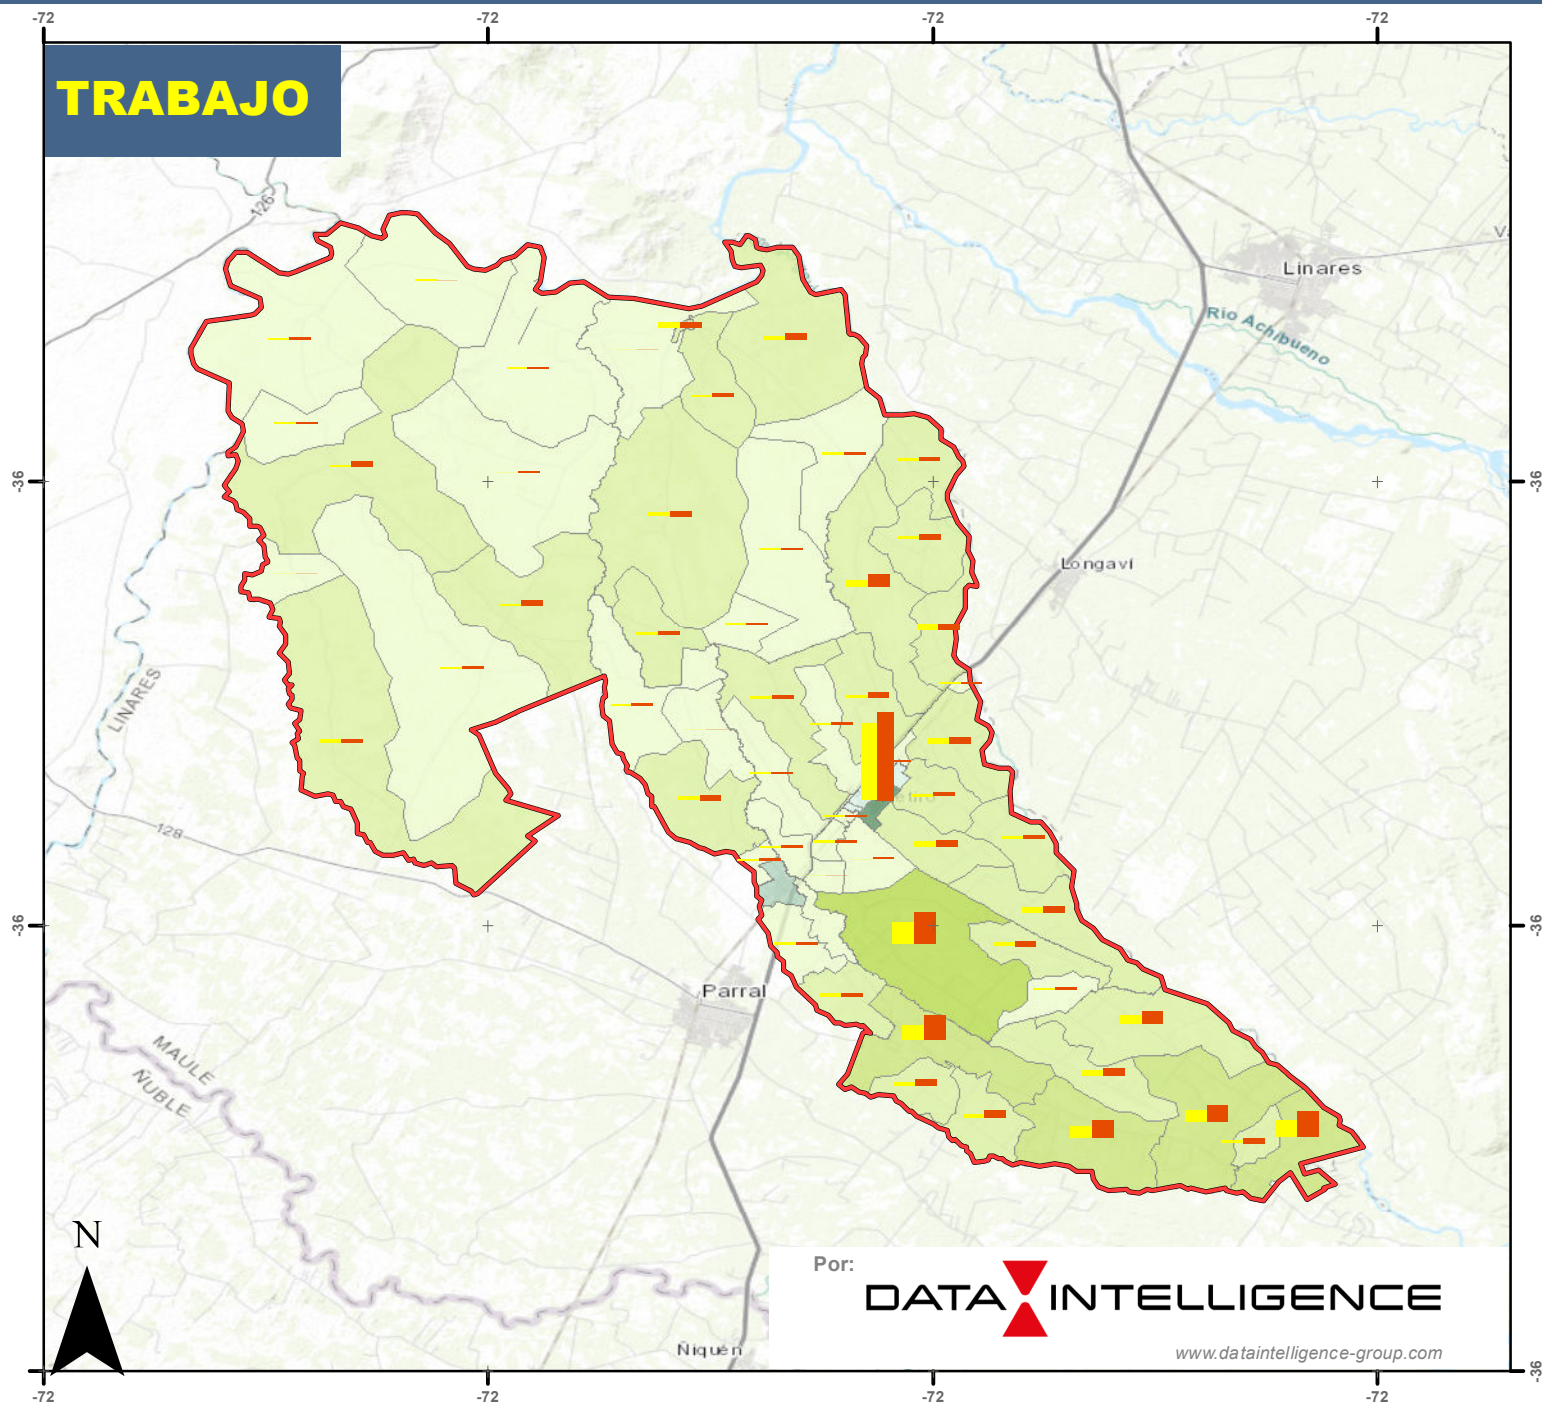 -72
-72
-72
-72
TRABAJO
126
Linares
Río Achibueno
-36
-36
Longaví
LINARES
128
-36
-36
Parral
MAULE
ÑUBLE
N
Por:
DATA INTELLIGENCE
www.dataintelligence-group.com
Ñiquén
-36
-72
-72
-72
-72